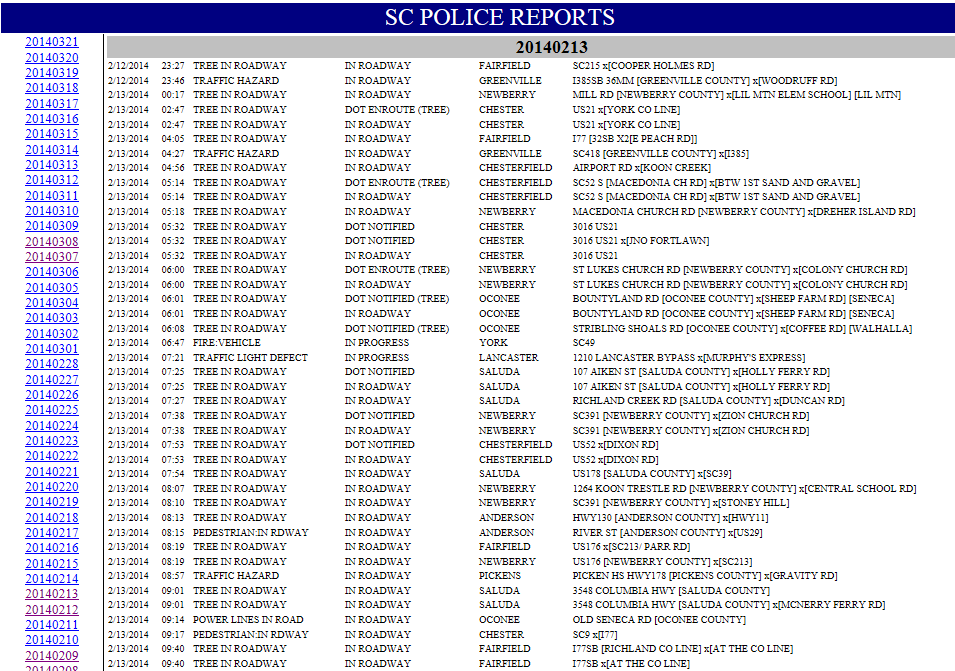 SC POLICE REPORTS
20140321
20140320
20140319
20140318
20140317
20140316
20140315
20140314
20140313
20140312
20140311
20140310
20140309
20140308
20140307
20140306
20140305
20140304
20140303
20140302
20140301
20140228
20140227
20140226
20140225
20140224
20140223
20140222
20140221
20140220
20140219
20140218
20140217
20140216
20140215
20140214
20140213
20140212
20140211
20140210
20140209
20140208
20140213
2/12/2014 23:27 TREE IN ROADWAY IN ROADWAY FAIRFIELD SC215 x[COOPER HOLMES RD]
2/12/2014 23:46 TRAFFIC HAZARD IN ROADWAY GREENVILLE I385SB 36MM [GREENVILLE COUNTY] x[WOODRUFF RD]
2/13/2014 00:17 TREE IN ROADWAY IN ROADWAY NEWBERRY MILL RD [NEWBERRY COUNTY] x[LIL MTN ELEM SCHOOL] [LIL MTN]
2/13/2014 02:47 TREE IN ROADWAY DOT ENROUTE (TREE) CHESTER US21 x[YORK CO LINE]
2/13/2014 02:47 TREE IN ROADWAY IN ROADWAY CHESTER US21 x[YORK CO LINE]
2/13/2014 04:05 TREE IN ROADWAY IN ROADWAY FAIRFIELD I77 [32SB X2[E PEACH RD]]
2/13/2014 04:27 TRAFFIC HAZARD IN ROADWAY GREENVILLE SC418 [GREENVILLE COUNTY] x[I385]
2/13/2014 04:56 TREE IN ROADWAY IN ROADWAY CHESTERFIELD AIRPORT RD x[KOON CREEK]
2/13/2014 05:14 TREE IN ROADWAY DOT ENROUTE (TREE) CHESTERFIELD SC52 S [MACEDONIA CH RD] x[BTW 1ST SAND AND GRAVEL]
2/13/2014 05:14 TREE IN ROADWAY IN ROADWAY CHESTERFIELD SC52 S [MACEDONIA CH RD] x[BTW 1ST SAND AND GRAVEL]
2/13/2014 05:18 TREE IN ROADWAY IN ROADWAY NEWBERRY MACEDONIA CHURCH RD [NEWBERRY COUNTY] x[DREHER ISLAND RD]
2/13/2014 05:32 TREE IN ROADWAY DOT NOTIFIED CHESTER 3016 US21
2/13/2014 05:32 TREE IN ROADWAY DOT NOTIFIED CHESTER 3016 US21 x[JNO FORTLAWN]
2/13/2014 05:32 TREE IN ROADWAY IN ROADWAY CHESTER 3016 US21
2/13/2014 06:00 TREE IN ROADWAY DOT ENROUTE (TREE) NEWBERRY ST LUKES CHURCH RD [NEWBERRY COUNTY] x[COLONY CHURCH RD]
2/13/2014 06:00 TREE IN ROADWAY IN ROADWAY NEWBERRY ST LUKES CHURCH RD [NEWBERRY COUNTY] x[COLONY CHURCH RD]
2/13/2014 06:01 TREE IN ROADWAY DOT NOTIFIED (TREE) OCONEE BOUNTYLAND RD [OCONEE COUNTY] x[SHEEP FARM RD] [SENECA]
2/13/2014 06:01 TREE IN ROADWAY IN ROADWAY OCONEE BOUNTYLAND RD [OCONEE COUNTY] x[SHEEP FARM RD] [SENECA]
2/13/2014 06:08 TREE IN ROADWAY DOT NOTIFIED (TREE) OCONEE STRIBLING SHOALS RD [OCONEE COUNTY] x[COFFEE RD] [WALHALLA]
2/13/2014 06:47 FIRE:VEHICLE IN PROGRESS YORK SC49
2/13/2014 07:21 TRAFFIC LIGHT DEFECT IN PROGRESS LANCASTER 1210 LANCASTER BYPASS x[MURPHY'S EXPRESS]
2/13/2014 07:25 TREE IN ROADWAY DOT NOTIFIED SALUDA 107 AIKEN ST [SALUDA COUNTY] x[HOLLY FERRY RD]
2/13/2014 07:25 TREE IN ROADWAY IN ROADWAY SALUDA 107 AIKEN ST [SALUDA COUNTY] x[HOLLY FERRY RD]
2/13/2014 07:27 TREE IN ROADWAY IN ROADWAY SALUDA RICHLAND CREEK RD [SALUDA COUNTY] x[DUNCAN RD]
2/13/2014 07:38 TREE IN ROADWAY DOT NOTIFIED NEWBERRY SC391 [NEWBERRY COUNTY] x[ZION CHURCH RD]
2/13/2014 07:38 TREE IN ROADWAY IN ROADWAY NEWBERRY SC391 [NEWBERRY COUNTY] x[ZION CHURCH RD]
2/13/2014 07:53 TREE IN ROADWAY DOT NOTIFIED CHESTERFIELD US52 x[DIXON RD]
2/13/2014 07:53 TREE IN ROADWAY IN ROADWAY CHESTERFIELD US52 x[DIXON RD]
2/13/2014 07:54 TREE IN ROADWAY IN ROADWAY SALUDA US178 [SALUDA COUNTY] x[SC39]
2/13/2014 08:07 TREE IN ROADWAY IN ROADWAY NEWBERRY 1264 KOON TRESTLE RD [NEWBERRY COUNTY] x[CENTRAL SCHOOL RD]
2/13/2014 08:10 TREE IN ROADWAY IN ROADWAY NEWBERRY SC391 [NEWBERRY COUNTY] x[STONEY HILL]
2/13/2014 08:13 TREE IN ROADWAY IN ROADWAY ANDERSON HWY130 [ANDERSON COUNTY] x[HWY11]
2/13/2014 08:15 PEDESTRIAN:IN RDWAY IN ROADWAY ANDERSON RIVER ST [ANDERSON COUNTY] x[US29]
2/13/2014 08:19 TREE IN ROADWAY IN ROADWAY FAIRFIELD US176 x[SC213/ PARR RD]
2/13/2014 08:19 TREE IN ROADWAY IN ROADWAY NEWBERRY US176 [NEWBERRY COUNTY] x[SC213]
2/13/2014 08:57 TRAFFIC HAZARD IN ROADWAY PICKENS PICKEN HS HWY178 [PICKENS COUNTY] x[GRAVITY RD]
2/13/2014 09:01 TREE IN ROADWAY IN ROADWAY SALUDA 3548 COLUMBIA HWY [SALUDA COUNTY]
2/13/2014 09:01 TREE IN ROADWAY IN ROADWAY SALUDA 3548 COLUMBIA HWY [SALUDA COUNTY] x[MCNERRY FERRY RD]
2/13/2014 09:14 POWER LINES IN ROAD IN ROADWAY OCONEE OLD SENECA RD [OCONEE COUNTY]
2/13/2014 09:17 PEDESTRIAN:IN RDWAY IN ROADWAY CHESTER SC9 x[I77]
2/13/2014 09:40 TREE IN ROADWAY IN ROADWAY FAIRFIELD I77SB [RICHLAND CO LINE] x[AT THE CO LINE]
2/13/2014 09:40 TREE IN ROADWAY IN ROADWAY FAIRFIELD I77SB x[AT THE CO LINE]